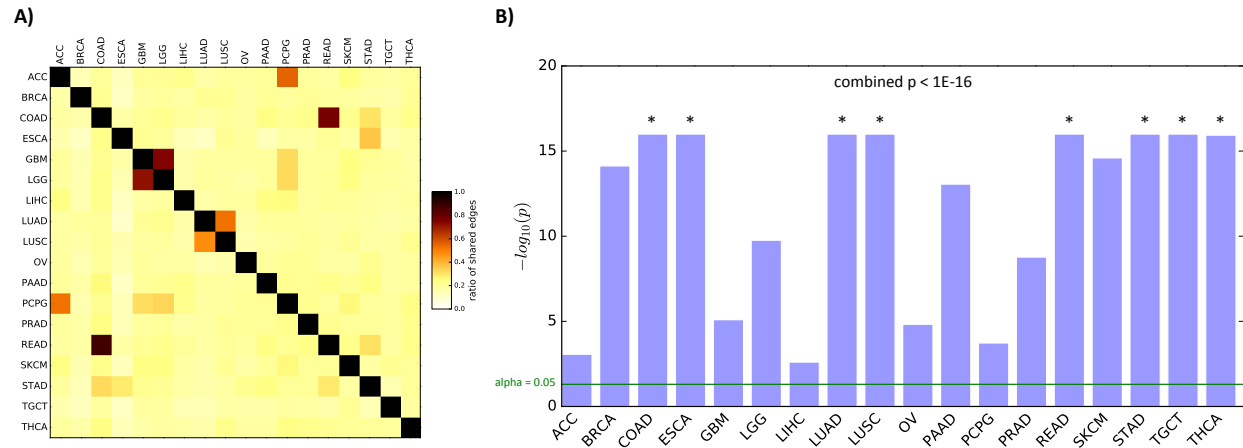 A)
ACC BRCA COAD ESCA GBM LGG LIHC LUAD LUSC OV PAAD PCPG PRAD READ SKCM STAD TGCT THCA
ACC
BRCA
COAD
ESCA
GBM
LGG
LIHC
LUAD
LUSC
OV
PAAD
PCPG
PRAD
READ
SKCM
STAD
TGCT
THCA
1.0
0.8
0.6
0.4
0.2
0.0
ratio of shared edges
B)
combined p < 1E-16
* * * * * * * *
20
15
10
5
0
−log10(p)
alpha = 0.05
ACC BRCA COAD ESCA GBM LGG LIHC LUAD LUSC OV PAAD PCPG PRAD READ SKCM STAD TGCT THCA